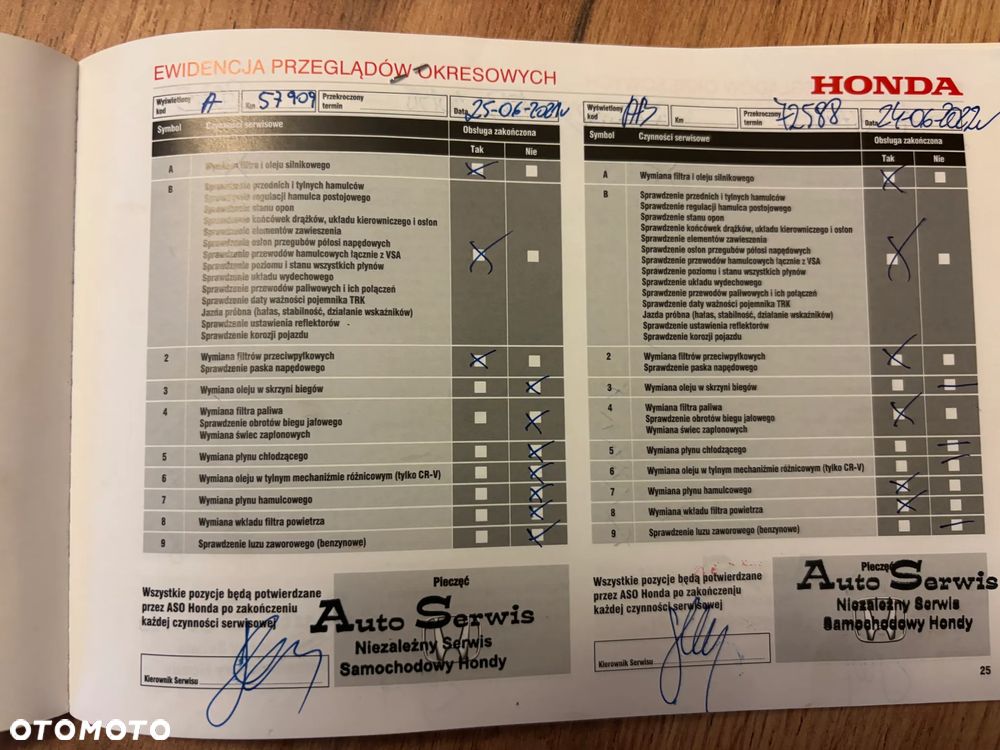 EWIDENCJA PRZEGLĄDÓW OKRESOWYCH
HONDA
Wyświetlony kod A Km 57909 Przekroczony termin Data 25-06-2021r
Symbol Czynności serwisowe Obsługa zakończona
Tak Nie
A Wymiana filtra i oleju silnikowego
B Sprawdzenie przednich i tylnych hamulców
Sprawdzenie regulacji hamulca postojowego
Sprawdzenie stanu opon
Sprawdzenie końcówek drążków, układu kierowniczego i osłon
Sprawdzenie elementów zawieszenia
Sprawdzenie osłon przegubów półosi napędowych
Sprawdzenie przewodów hamulcowych łącznie z VSA
Sprawdzenie poziomu i stanu wszystkich płynów
Sprawdzenie układu wydechowego
Sprawdzenie przewodów paliwowych i ich połączeń
Sprawdzenie daty ważności pojemnika TRK
Jazda próbna (hałas, stabilność, działanie wskaźników)
Sprawdzenie ustawienia reflektorów
Sprawdzenie korozji pojazdu
2 Wymiana filtrów przeciwpyłkowych
Sprawdzenie paska napędowego
3 Wymiana oleju w skrzyni biegów
4 Wymiana filtra paliwa
Sprawdzenie obrotów biegu jałowego
Wymiana świec zapłonowych
5 Wymiana płynu chłodzącego
6 Wymiana oleju w tylnym mechaniźmie różnicowym (tylko CR-V)
7 Wymiana płynu hamulcowego
8 Wymiana wkładu filtra powietrza
9 Sprawdzenie luzu zaworowego (benzynowe)
Wszystkie pozycje będą potwierdzane
przez ASO Honda po zakończeniu
każdej czynności serwisowej
Kierownik Serwisu
Pieczęć
Auto Serwis
Niezależny Serwis
Samochodowy Hondy
Wyświetlony kod AB Km Przekroczony termin 72588 Data 24-06-2022r
Symbol Czynności serwisowe Obsługa zakończona
Tak Nie
A Wymiana filtra i oleju silnikowego
B Sprawdzenie przednich i tylnych hamulców
Sprawdzenie regulacji hamulca postojowego
Sprawdzenie stanu opon
Sprawdzenie końcówek drążków, układu kierowniczego i osłon
Sprawdzenie elementów zawieszenia
Sprawdzenie osłon przegubów półosi napędowych
Sprawdzenie przewodów hamulcowych łącznie z VSA
Sprawdzenie poziomu i stanu wszystkich płynów
Sprawdzenie układu wydechowego
Sprawdzenie przewodów paliwowych i ich połączeń
Sprawdzenie daty ważności pojemnika TRK
Jazda próbna (hałas, stabilność, działanie wskaźników)
Sprawdzenie ustawienia reflektorów
Sprawdzenie korozji pojazdu
2 Wymiana filtrów przeciwpyłkowych
Sprawdzenie paska napędowego
3 Wymiana oleju w skrzyni biegów
4 Wymiana filtra paliwa
Sprawdzenie obrotów biegu jałowego
Wymiana świec zapłonowych
5 Wymiana płynu chłodzącego
6 Wymiana oleju w tylnym mechaniźmie różnicowym (tylko CR-V)
7 Wymiana płynu hamulcowego
8 Wymiana wkładu filtra powietrza
9 Sprawdzenie luzu zaworowego (benzynowe)
Wszystkie pozycje będą potwierdzane
przez ASO Honda po zakończeniu
każdej czynności serwisowej
Kierownik Serwisu
Pieczęć
Auto Serwis
Niezależny Serwis
Samochodowy Hondy
25
OTOMOTO